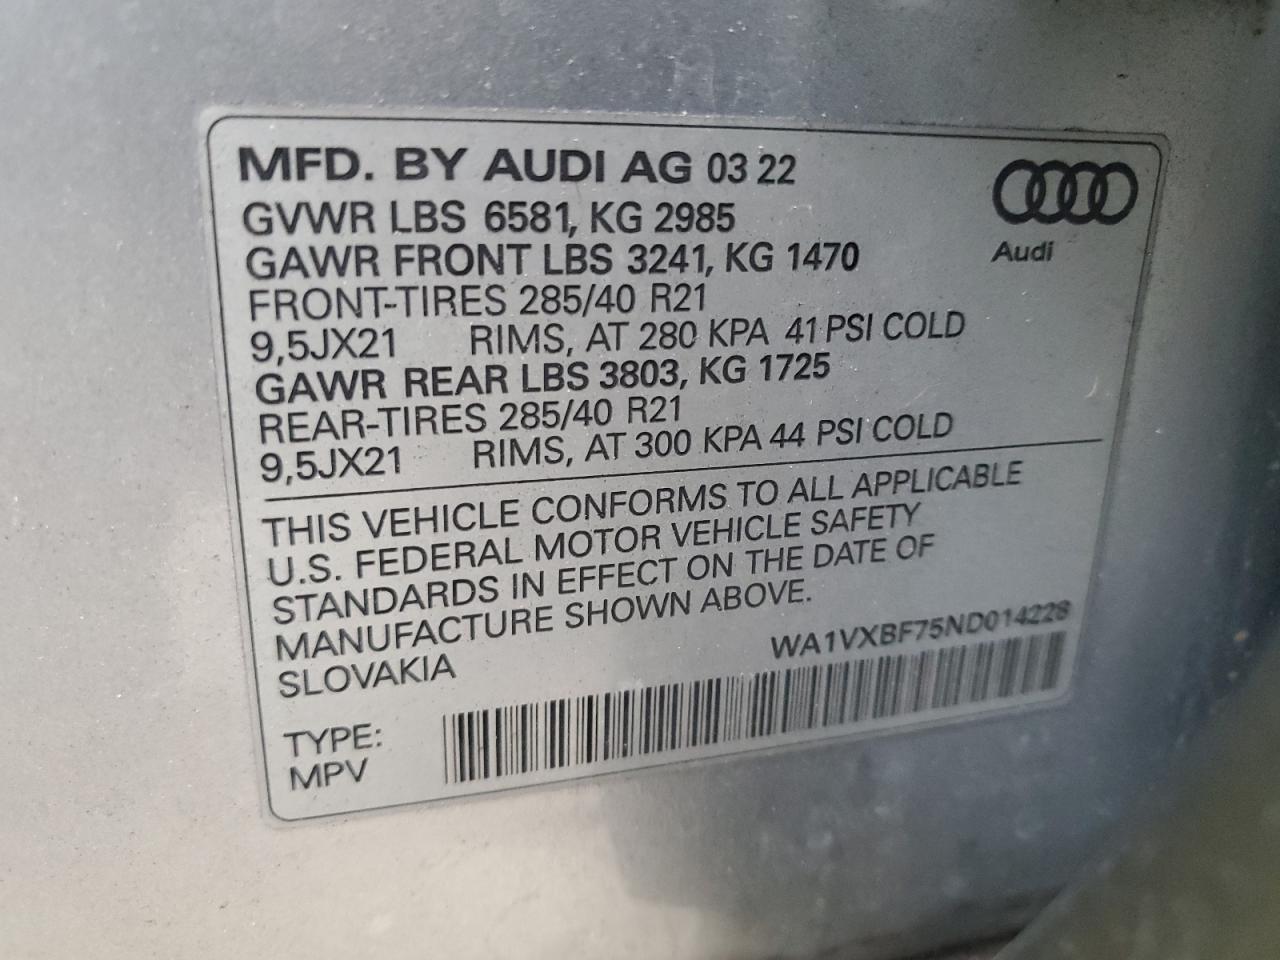 MFD. BY AUDI AG 03 22
GVWR LBS 6581, KG 2985
GAWR FRONT LBS 3241, KG 1470
FRONT-TIRES 285/40 R21
9,5JX21 RIMS, AT 280 KPA 41 PSI COLD
GAWR REAR LBS 3803, KG 1725
REAR-TIRES 285/40 R21
9,5JX21 RIMS, AT 300 KPA 44 PSI COLD
Audi
THIS VEHICLE CONFORMS TO ALL APPLICABLE
U.S. FEDERAL MOTOR VEHICLE SAFETY
STANDARDS IN EFFECT ON THE DATE OF
MANUFACTURE SHOWN ABOVE.
SLOVAKIA
WA1VXBF75ND014228
TYPE:
MPV